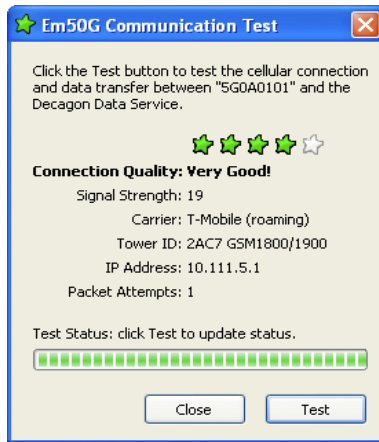 Em50G Communication Test
Click the Test button to test the cellular connection
and data transfer between "5G0A0101" and the
Decagon Data Service.
Connection Quality: Very Good!
Signal Strength: 19
Carrier: T-Mobile (roaming)
Tower ID: 2AC7 GSM1800/1900
IP Address: 10.111.5.1
Packet Attempts: 1
Test Status: click Test to update status.
Close
Test